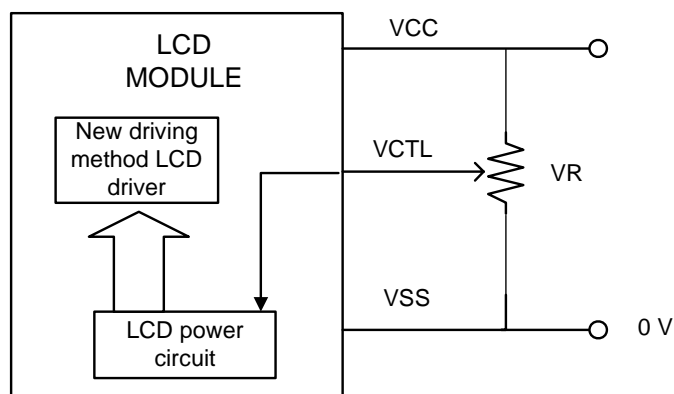 LCD
MODULE
VCC
New driving
method LCD
driver
VCTL
VR
VSS
0 V
LCD power
circuit